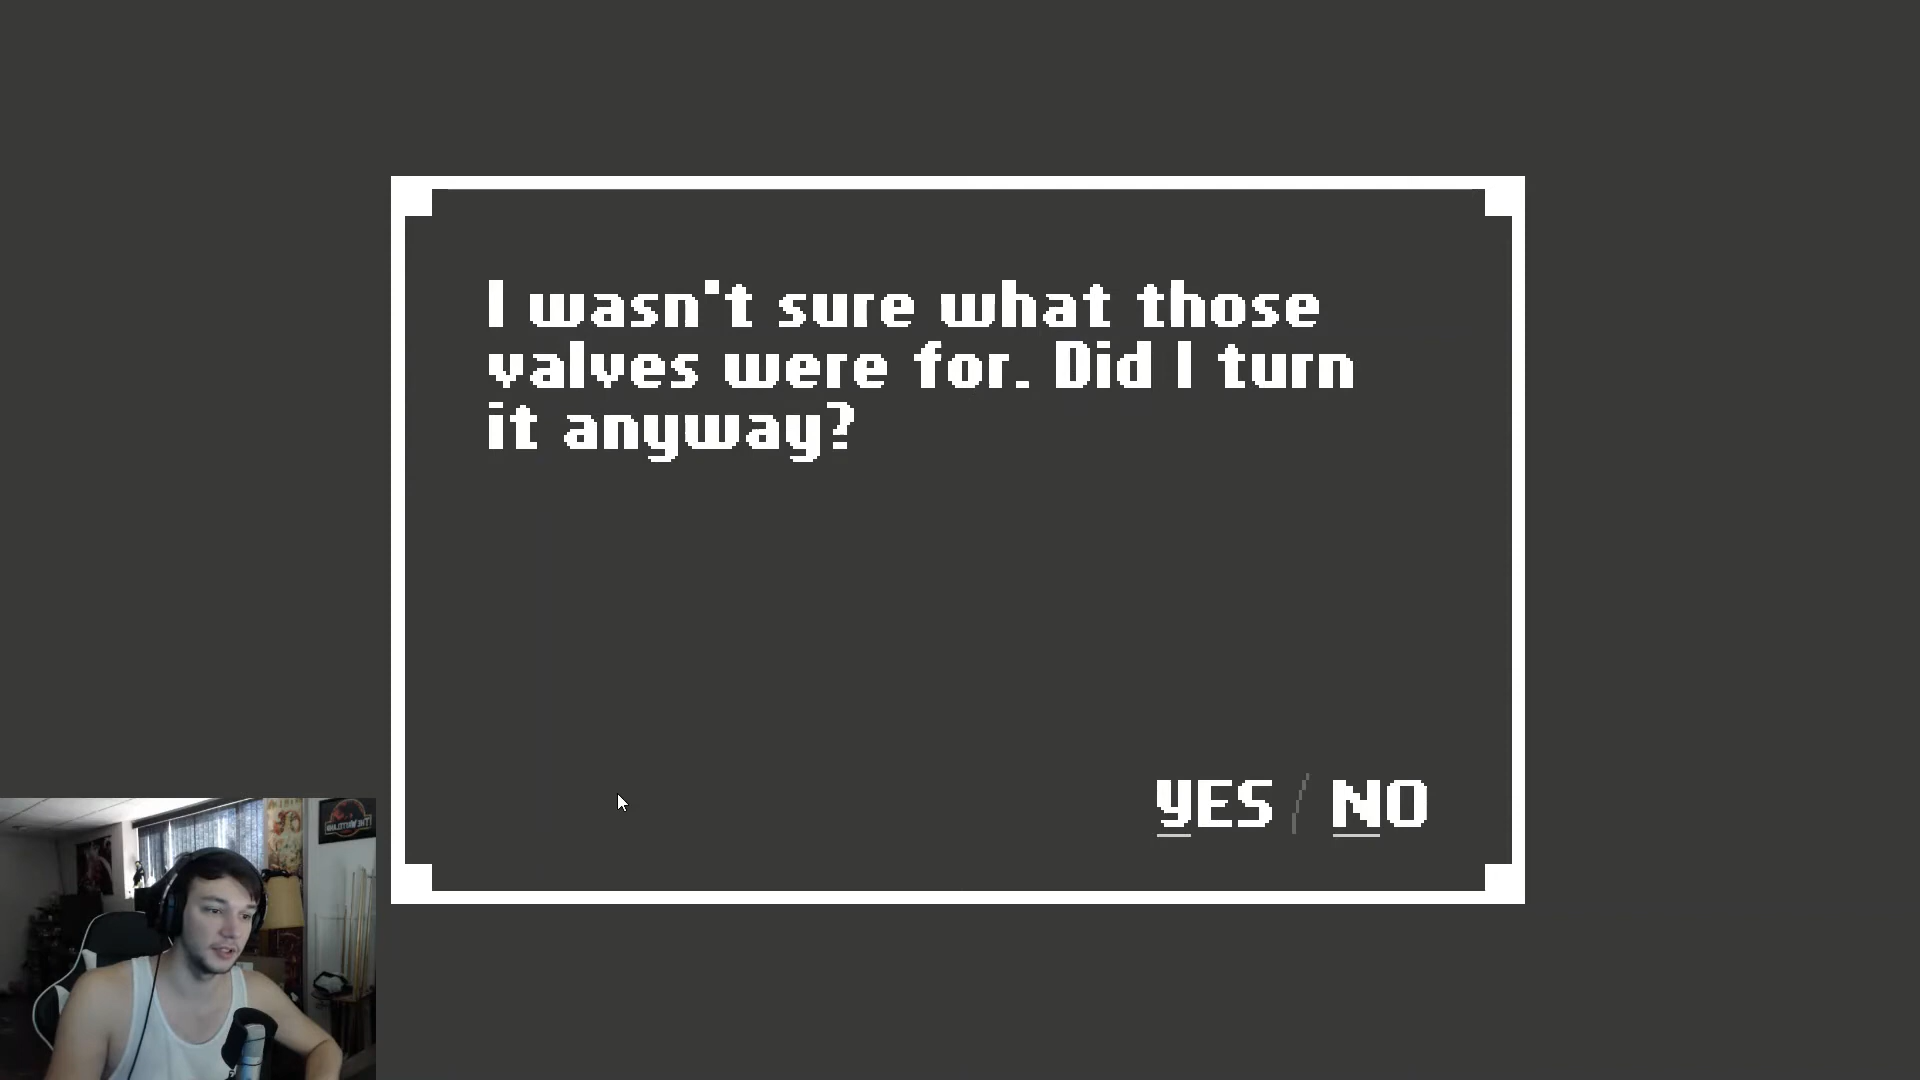 I wasn't sure what those
valves were for. Did I turn
it anyway?
YES / NO